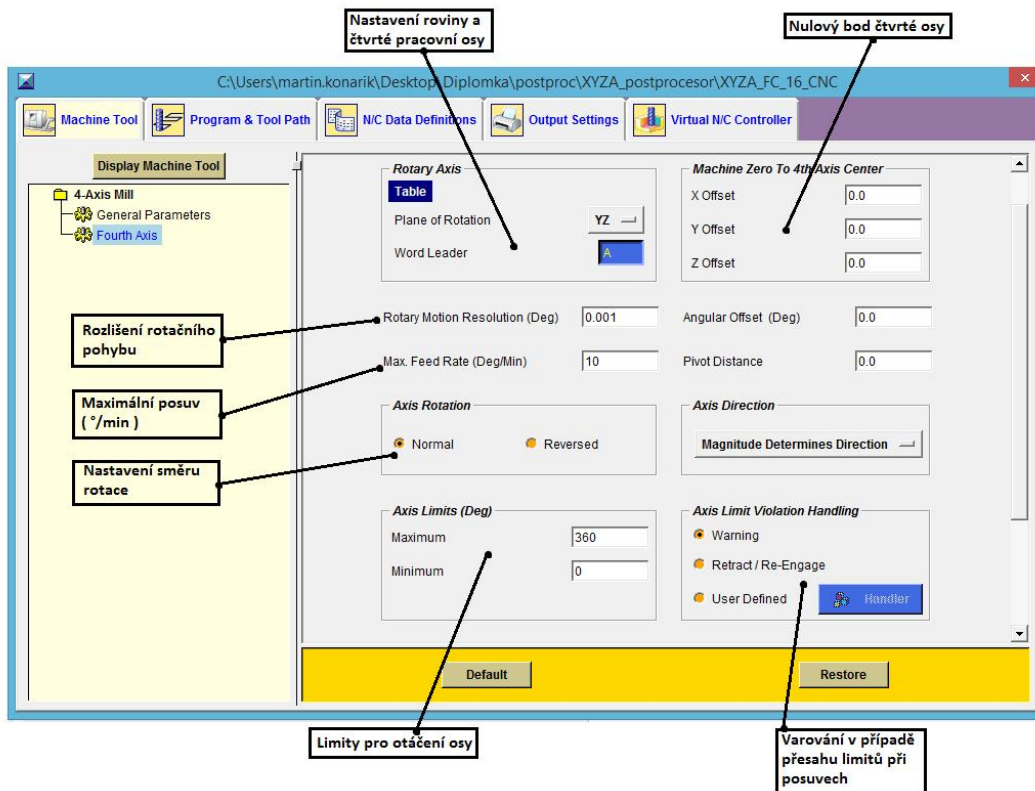 Nastavení roviny a
čtvrté pracovní osy
Nulový bod čtvrté osy
C:\Users\martin.konarik\Desktop\Diplomka\postproc\XYZA_postprocesor\XYZA_FC_16_CNC
Machine Tool
Program & Tool Path
N/C Data Definitions
Output Settings
Virtual N/C Controller
Display Machine Tool
4-Axis Mill
General Parameters
Fourth Axis
Rotary Axis
Table
Plane of Rotation YZ
Word Leader A
Machine Zero To 4th Axis Center
X Offset 0.0
Y Offset 0.0
Z Offset 0.0
Rotary Motion Resolution (Deg) 0.001
Angular Offset (Deg) 0.0
Max. Feed Rate (Deg/Min) 10
Pivot Distance 0.0
Axis Rotation
Normal
Reversed
Axis Direction
Magnitude Determines Direction
Axis Limits (Deg)
Maximum 360
Minimum 0
Axis Limit Violation Handling
Warning
Retract / Re-Engage
User Defined
Handler
Default
Restore
Rozlišení rotačního
pohybu
Maximální posuv
( °/min )
Nastavení směru
rotace
Limity pro otáčení osy
Varování v případě
přesahu limitů při
posuvech